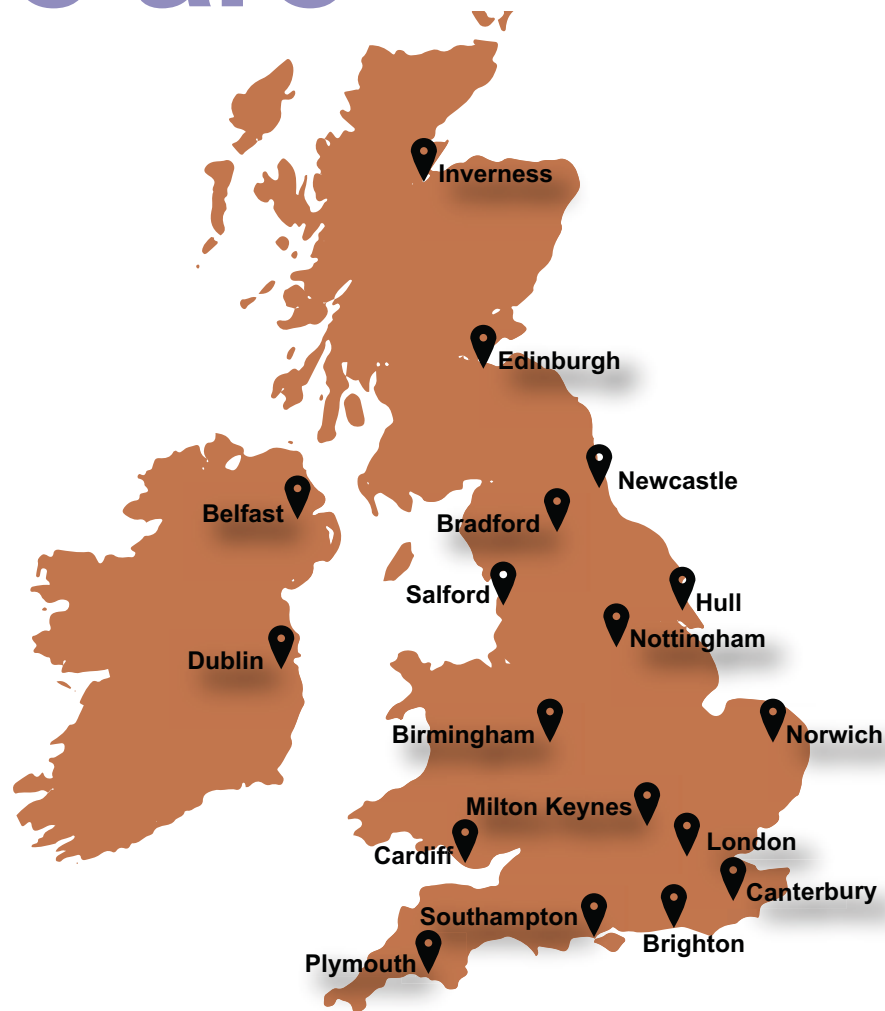 Inverness
Edinburgh
Newcastle
Belfast
Bradford
Salford
Hull
Nottingham
Dublin
Birmingham
Norwich
Milton Keynes
London
Cardiff
Canterbury
Southampton
Brighton
Plymouth